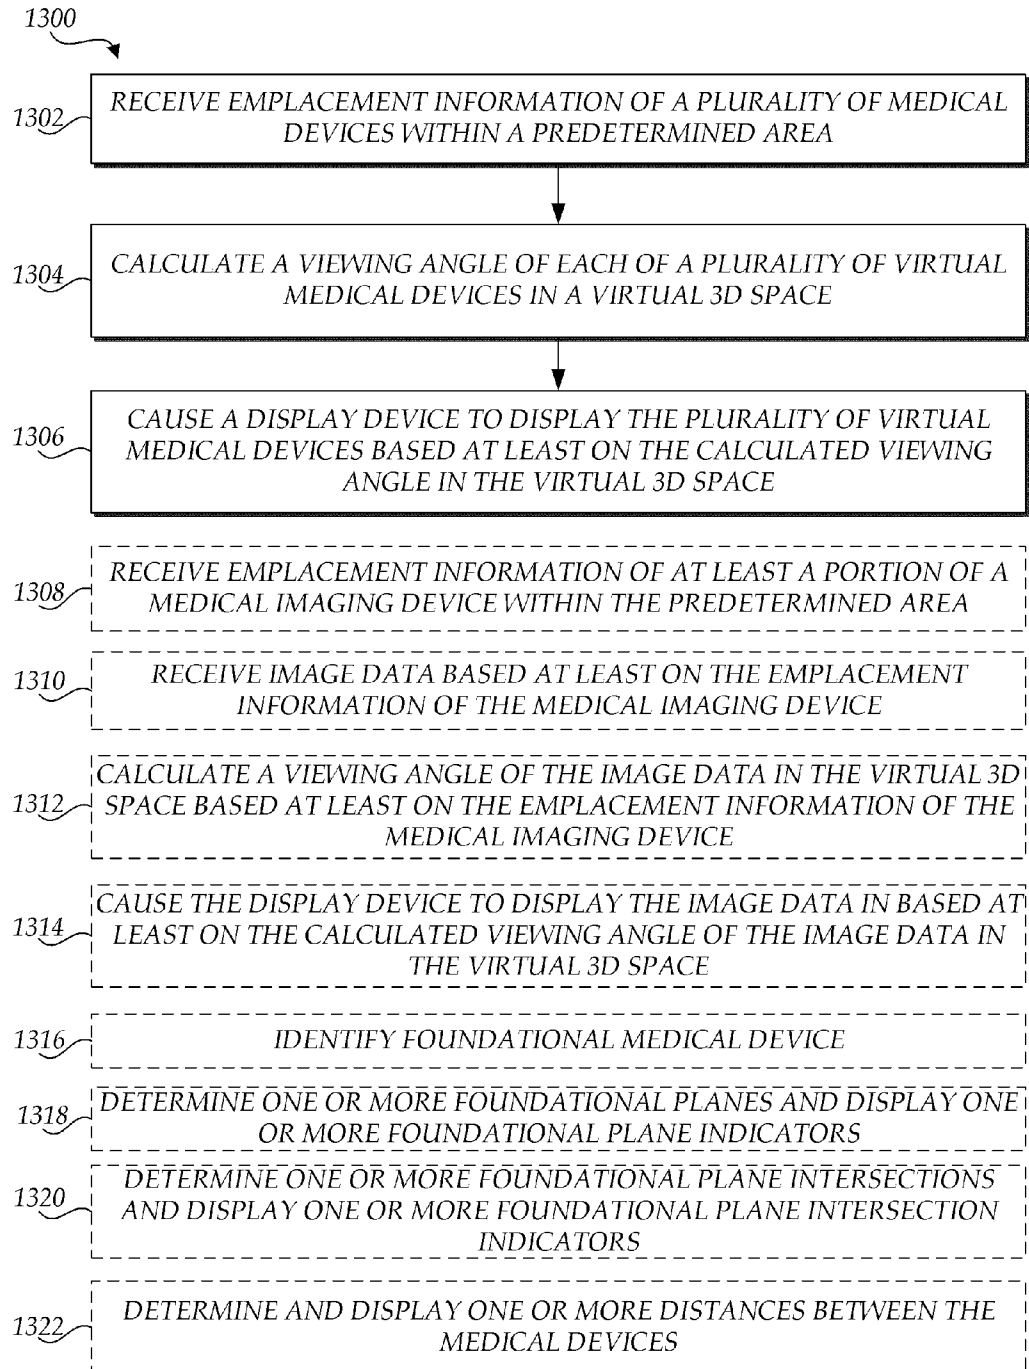 1300
1302
RECEIVE EMPLACEMENT INFORMATION OF A PLURALITY OF MEDICAL
DEVICES WITHIN A PREDETERMINED AREA
1304
CALCULATE A VIEWING ANGLE OF EACH OF A PLURALITY OF VIRTUAL
MEDICAL DEVICES IN A VIRTUAL 3D SPACE
1306
CAUSE A DISPLAY DEVICE TO DISPLAY THE PLURALITY OF VIRTUAL
MEDICAL DEVICES BASED AT LEAST ON THE CALCULATED VIEWING
ANGLE IN THE VIRTUAL 3D SPACE
1308
RECEIVE EMPLACEMENT INFORMATION OF AT LEAST A PORTION OF A
MEDICAL IMAGING DEVICE WITHIN THE PREDETERMINED AREA
1310
RECEIVE IMAGE DATA BASED AT LEAST ON THE EMPLACEMENT
INFORMATION OF THE MEDICAL IMAGING DEVICE
1312
CALCULATE A VIEWING ANGLE OF THE IMAGE DATA IN THE VIRTUAL 3D
SPACE BASED AT LEAST ON THE EMPLACEMENT INFORMATION OF THE
MEDICAL IMAGING DEVICE
1314
CAUSE THE DISPLAY DEVICE TO DISPLAY THE IMAGE DATA IN BASED AT
LEAST ON THE CALCULATED VIEWING ANGLE OF THE IMAGE DATA IN
THE VIRTUAL 3D SPACE
1316
IDENTIFY FOUNDATIONAL MEDICAL DEVICE
1318
DETERMINE ONE OR MORE FOUNDATIONAL PLANES AND DISPLAY ONE
OR MORE FOUNDATIONAL PLANE INDICATORS
1320
DETERMINE ONE OR MORE FOUNDATIONAL PLANE INTERSECTIONS
AND DISPLAY ONE OR MORE FOUNDATIONAL PLANE INTERSECTION
INDICATORS
1322
DETERMINE AND DISPLAY ONE OR MORE DISTANCES BETWEEN THE
MEDICAL DEVICES